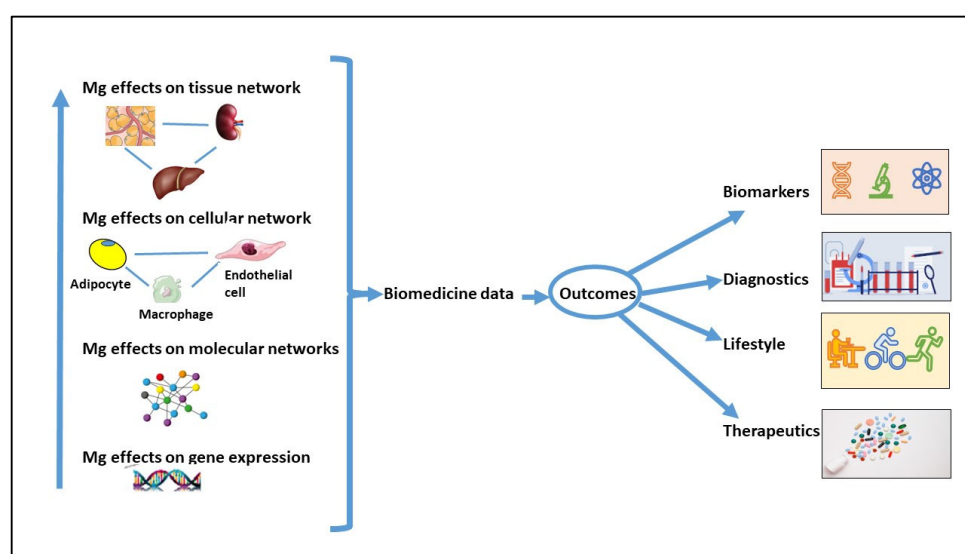 Mg effects on tissue network
Mg effects on cellular network
Adipocyte
Endothelial
cell
Macrophage
Mg effects on molecular networks
Mg effects on gene expression
Biomedicine data
Outcomes
Biomarkers
Diagnostics
Lifestyle
Therapeutics